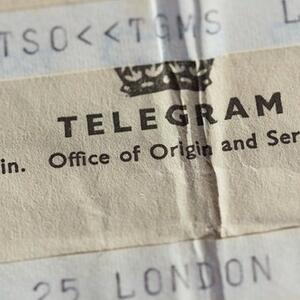 TSO<<TGMS L
TELEGRAM
in. Office of Origin and Ser
25 LONDON